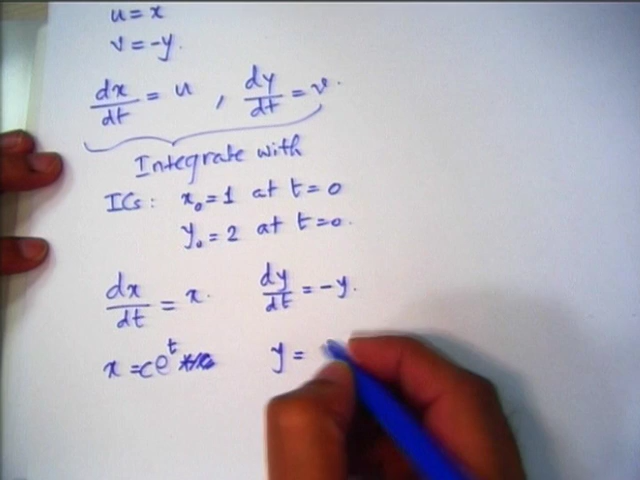 u = x
v = -y.
dx/dt = u , dy/dt = v.
Integrate with
ICs: x₀ = 1 at t = 0
y₀ = 2 at t = 0.
dx/dt = x. dy/dt = -y.
x = ce^t y =